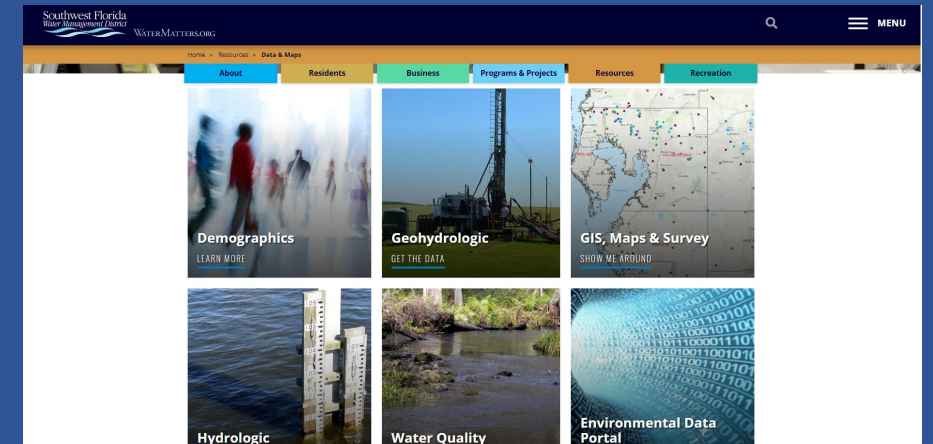 Southwest Florida
Water Management District
WATERMATTERS.ORG
MENU
Home » Resources » Data & Maps
About
Residents
Business
Programs & Projects
Resources
Recreation
Demographics
LEARN MORE
Geohydrologic
GET THE DATA
GIS, Maps & Survey
SHOW ME AROUND
Hydrologic
Water Quality
Environmental Data
Portal